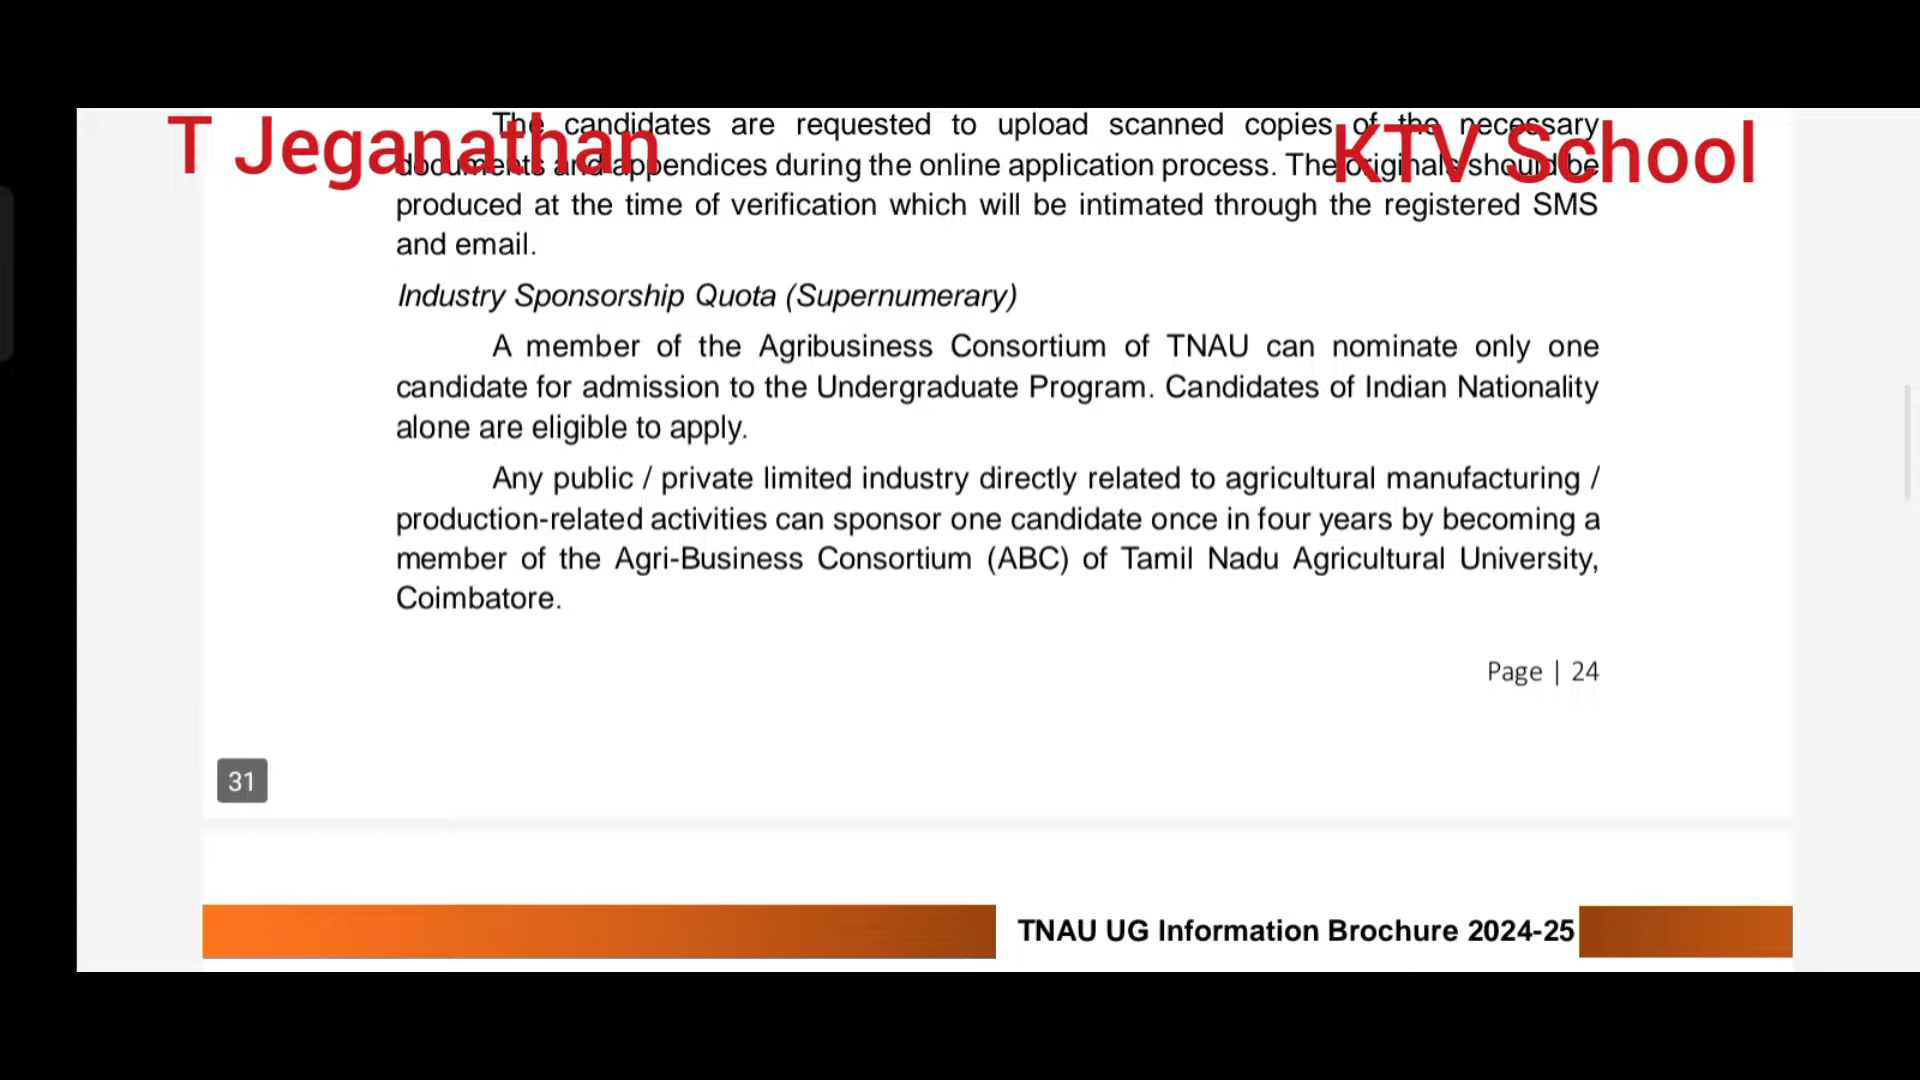 T Jeganathan
KTV School
The candidates are requested to upload scanned copies of the necessary
documents and appendices during the online application process. The originals should be
produced at the time of verification which will be intimated through the registered SMS
and email.
Industry Sponsorship Quota (Supernumerary)
A member of the Agribusiness Consortium of TNAU can nominate only one
candidate for admission to the Undergraduate Program. Candidates of Indian Nationality
alone are eligible to apply.
Any public / private limited industry directly related to agricultural manufacturing /
production-related activities can sponsor one candidate once in four years by becoming a
member of the Agri-Business Consortium (ABC) of Tamil Nadu Agricultural University,
Coimbatore.
Page | 24
31
TNAU UG Information Brochure 2024-25